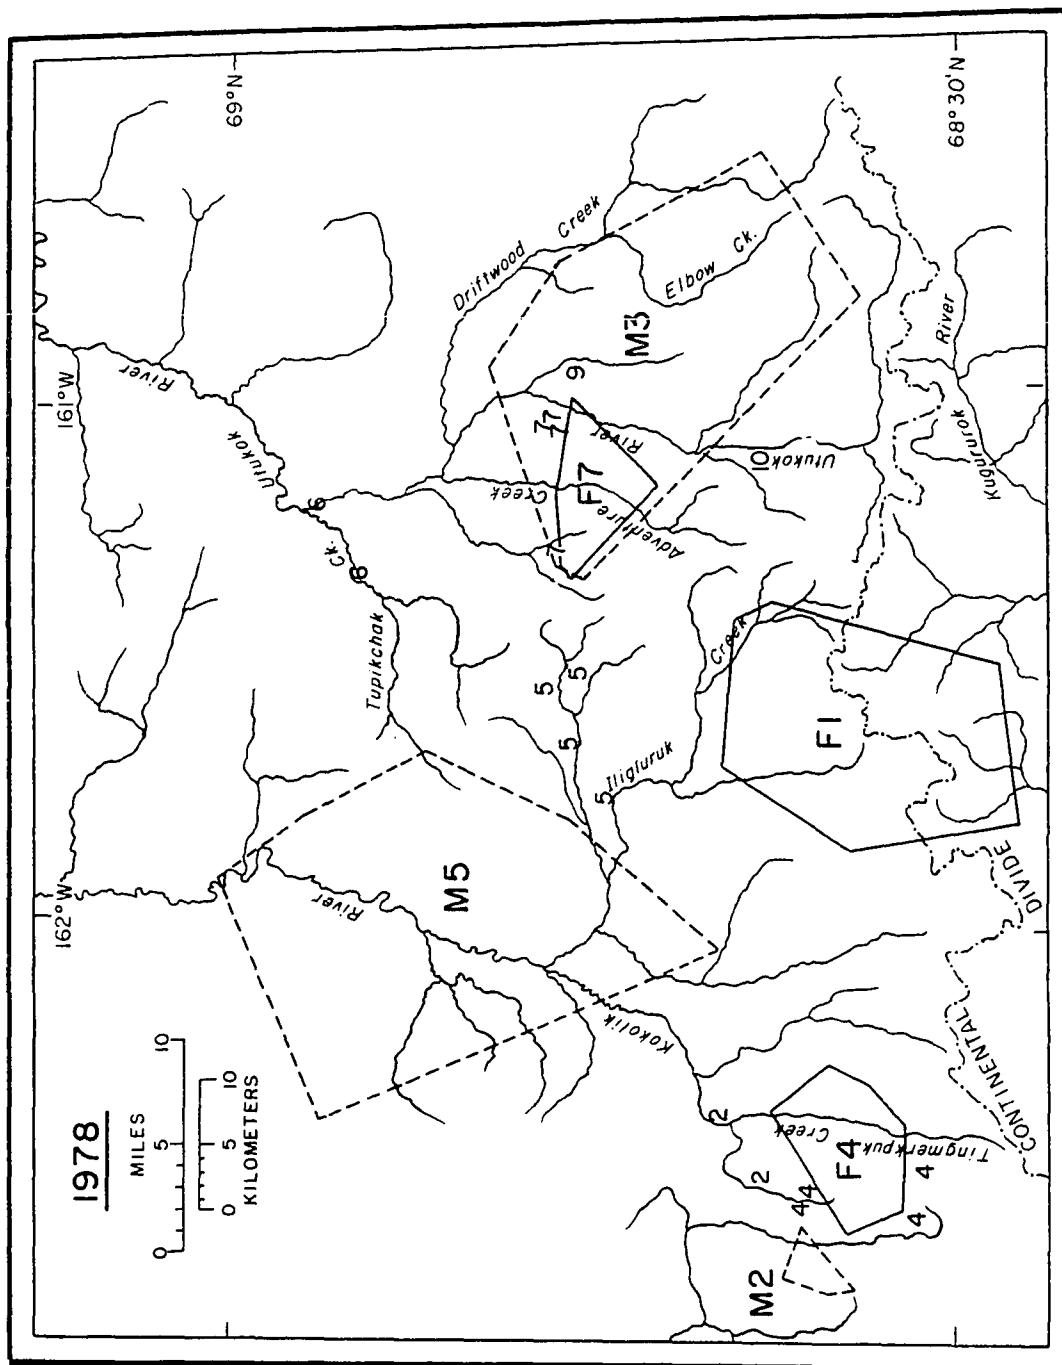 1978
MILES
0 5 10
0 5 10
KILOMETERS
162°W
161°W
69°N
68°30'N
River
Utukok
Ck.
Tupikchak
Driftwood
Creek
Elbow
Ck.
M3
9
77
F7
7
River
Creek
Adventure
Utukok
10
6
6
5
5
5
5
Iligluruk
Creek
F1
M5
River
Kokolik
2
2
Creek
Tingmerkpuk
F4
4
4
4
4
M2
CONTINENTAL
DIVIDE
Kugururok
River